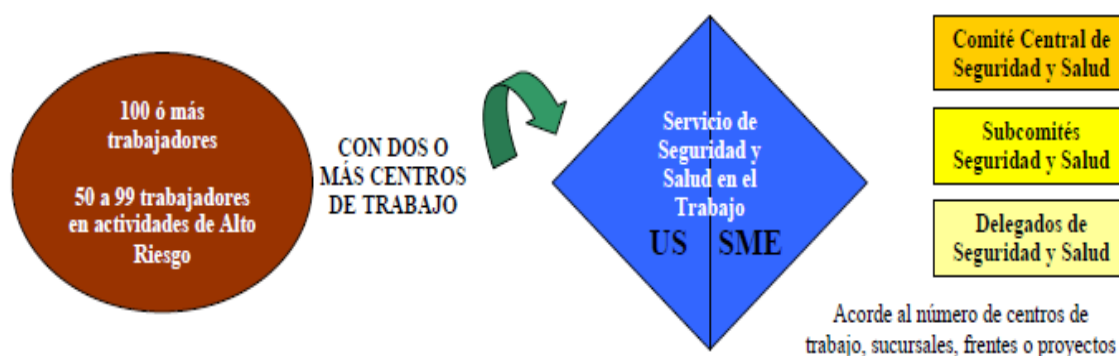 100 ó más
trabajadores
50 a 99 trabajadores
en actividades de Alto
Riesgo
CON DOS O
MÁS CENTROS
DE TRABAJO
Servicio de
Seguridad y
Salud en el
Trabajo
US SME
Comité Central de
Seguridad y Salud
Subcomités
Seguridad y Salud
Delegados de
Seguridad y Salud
Acorde al número de centros de
trabajo, sucursales, frentes o proyectos